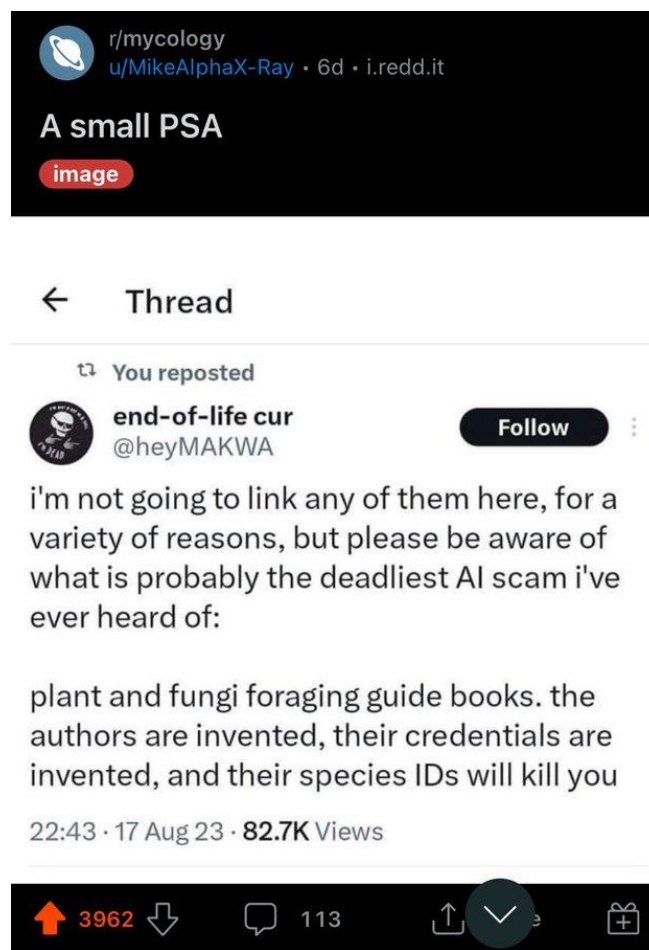 r/mycology
u/MikeAlphaX-Ray • 6d • i.redd.it
A small PSA
image
← Thread
You reposted
end-of-life cur
@heyMAKWA
Follow
i'm not going to link any of them here, for a
variety of reasons, but please be aware of
what is probably the deadliest AI scam i've
ever heard of:
plant and fungi foraging guide books. the
authors are invented, their credentials are
invented, and their species IDs will kill you
22:43 · 17 Aug 23 · 82.7K Views
3962
113